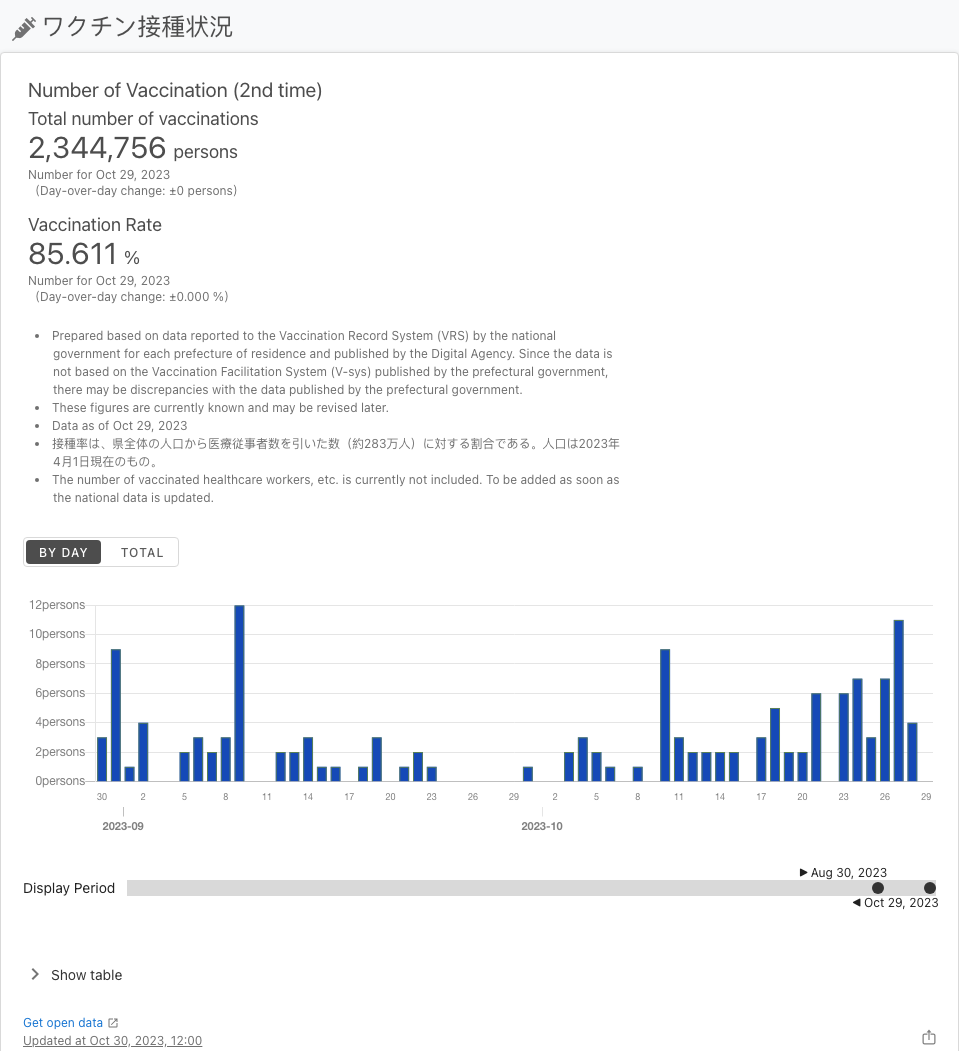 ワクチン接種状況
Number of Vaccination (2nd time)
Total number of vaccinations
2,344,756 persons
Number for Oct 29, 2023
(Day-over-day change: ±0 persons)
Vaccination Rate
85.611 %
Number for Oct 29, 2023
(Day-over-day change: ±0.000 %)
• Prepared based on data reported to the Vaccination Record System (VRS) by the national
government for each prefecture of residence and published by the Digital Agency. Since the data is
not based on the Vaccination Facilitation System (V-sys) published by the prefectural government,
there may be discrepancies with the data published by the prefectural government.
• These figures are currently known and may be revised later.
• Data as of Oct 29, 2023
• 接種率は、県全体の人口から医療従事者数を引いた数（約283万人）に対する割合である。人口は2023年
4月1日現在のもの。
• The number of vaccinated healthcare workers, etc. is currently not included. To be added as soon as
the national data is updated.
BY DAY TOTAL
12persons
10persons
8persons
6persons
4persons
2persons
0persons
30 2 5 8 11 14 17 20 23 26 29 2 5 8 11 14 17 20 23 26 29
2023-09 2023-10
▶ Aug 30, 2023
Display Period
◀ Oct 29, 2023
Show table
Get open data
Updated at Oct 30, 2023, 12:00